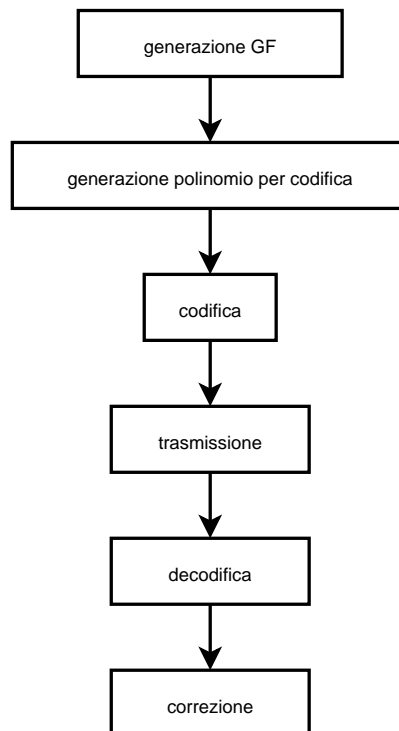 generazione GF
generazione polinomio per codifica
codifica
trasmissione
decodifica
correzione